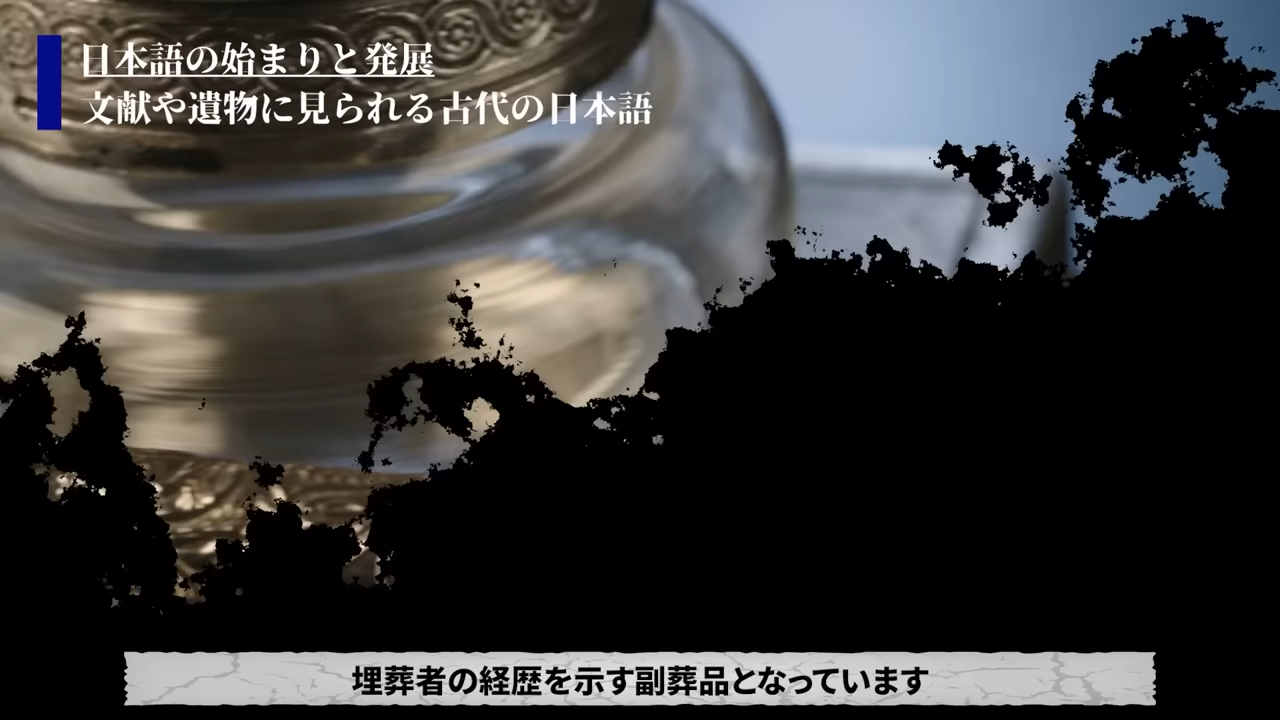 日本語の始まりと発展
文献や遺物に見られる古代の日本語
埋葬者の経歴を示す副葬品となっています